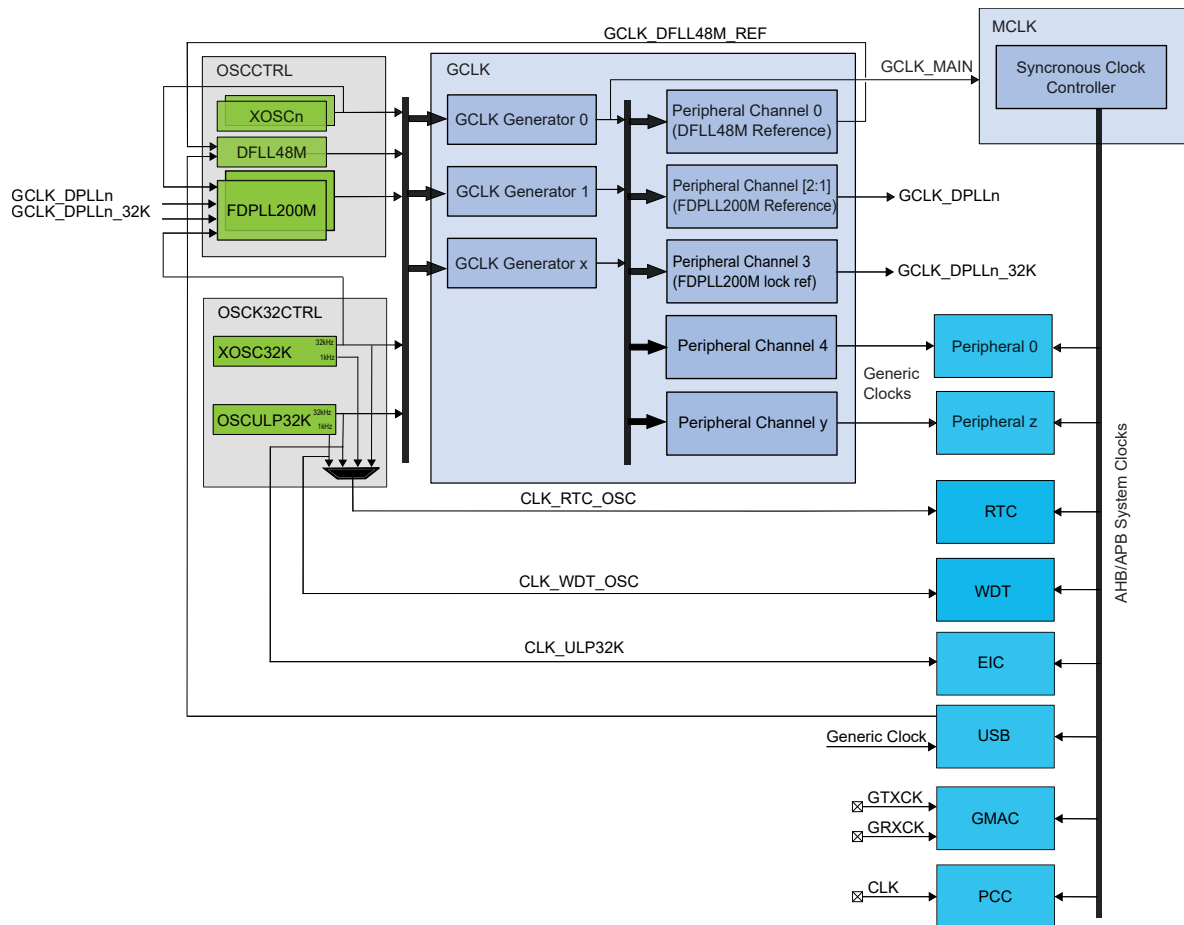 GCLK_DFLL48M_REF
MCLK
OSCCTRL
GCLK
GCLK_MAIN
Syncronous Clock
Controller
XOSCn
GCLK Generator 0
Peripheral Channel 0
(DFLL48M Reference)
DFLL48M
GCLK_DPLLn
GCLK_DPLLn_32K
FDPLL200M
GCLK Generator 1
Peripheral Channel [2:1]
(FDPLL200M Reference)
GCLK_DPLLn
GCLK Generator x
Peripheral Channel 3
(FDPLL200M lock ref)
GCLK_DPLLn_32K
OSCK32CTRL
XOSC32K
32kHz
1kHz
Peripheral Channel 4
Peripheral 0
Generic
Clocks
OSCULP32K
32kHz
1kHz
Peripheral Channel y
Peripheral z
CLK_RTC_OSC
RTC
AHB/APB System Clocks
CLK_WDT_OSC
WDT
CLK_ULP32K
EIC
Generic Clock
USB
GTXCK
GRXCK
GMAC
CLK
PCC